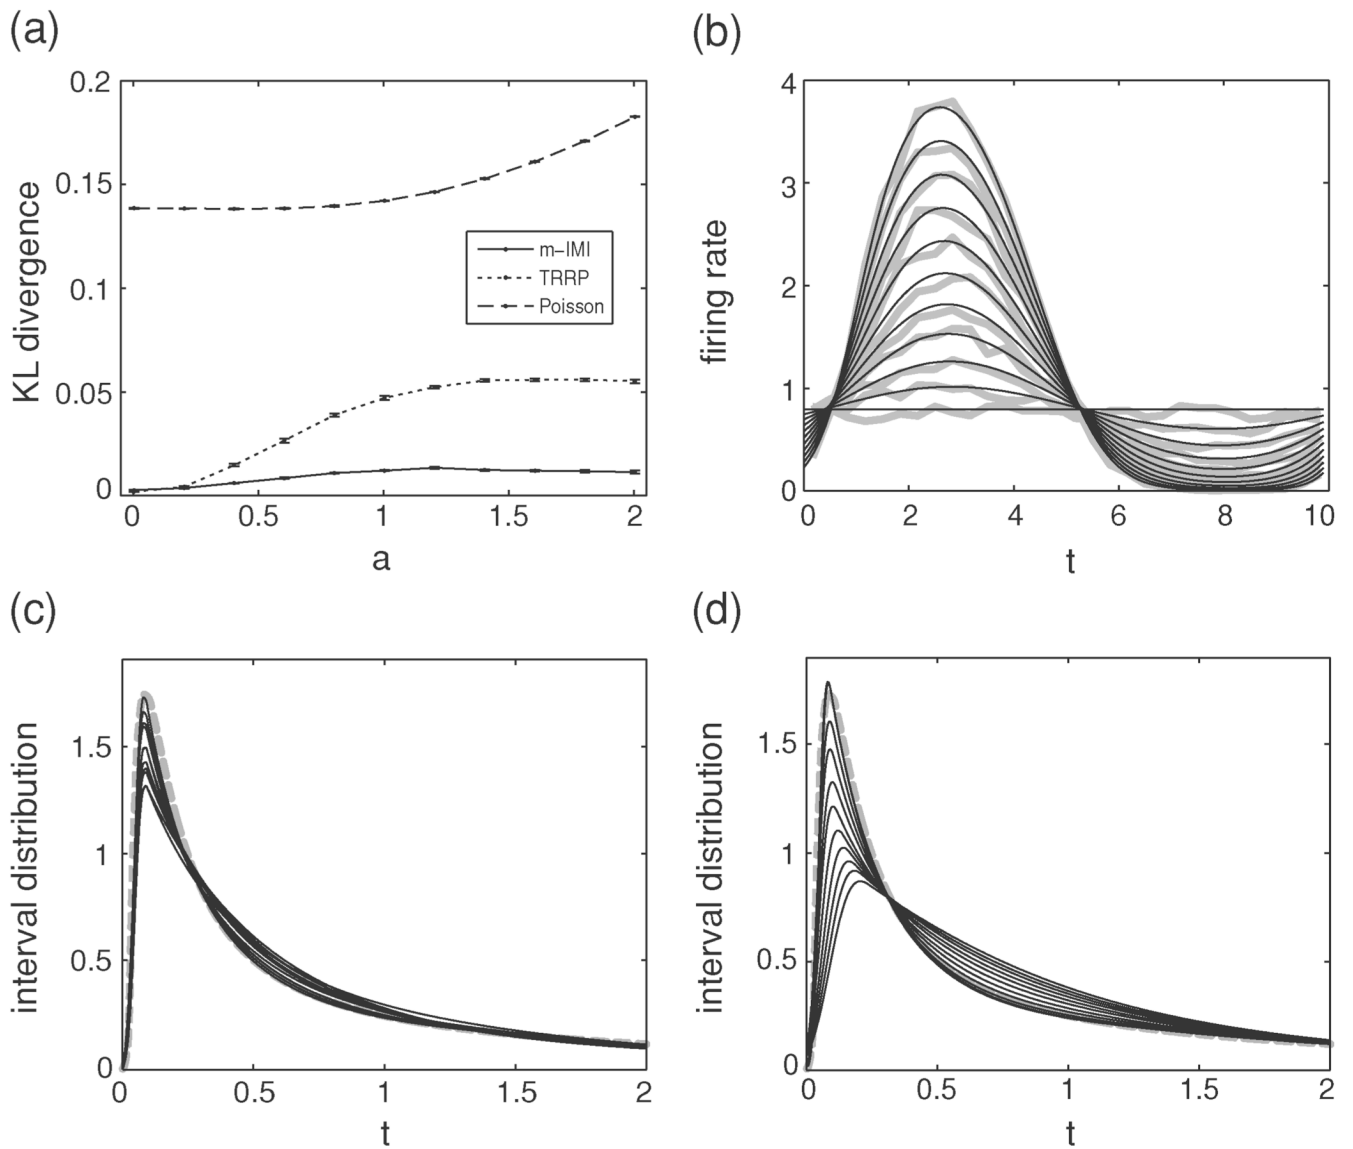 (a)
KL divergence
0.2
0.15
0.1
0.05
0
m-IMI
TRRP
Poisson
0 0.5 1 1.5 2
a
(b)
firing rate
4
3
2
1
0
0 2 4 6 8 10
t
(c)
interval distribution
1.5
1
0.5
0
0 0.5 1 1.5 2
t
(d)
interval distribution
1.5
1
0.5
0
0 0.5 1 1.5 2
t